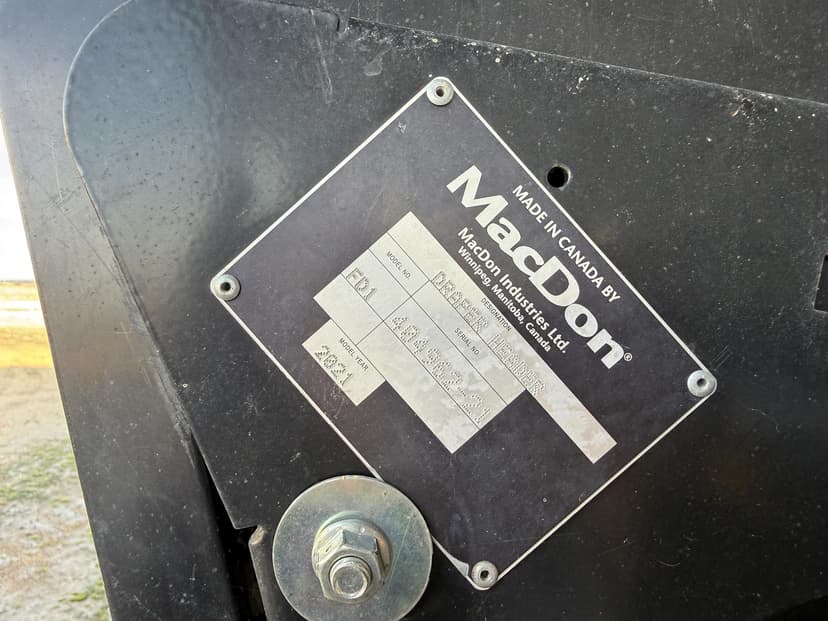 MADE IN CANADA BY
MacDon®
MacDon Industries Ltd.
Winnipeg, Manitoba, Canada
DESIGNATION
DRAPER HEADER
MODEL NO.
FD1
SERIAL NO.
404962-21
MODEL YEAR
2021